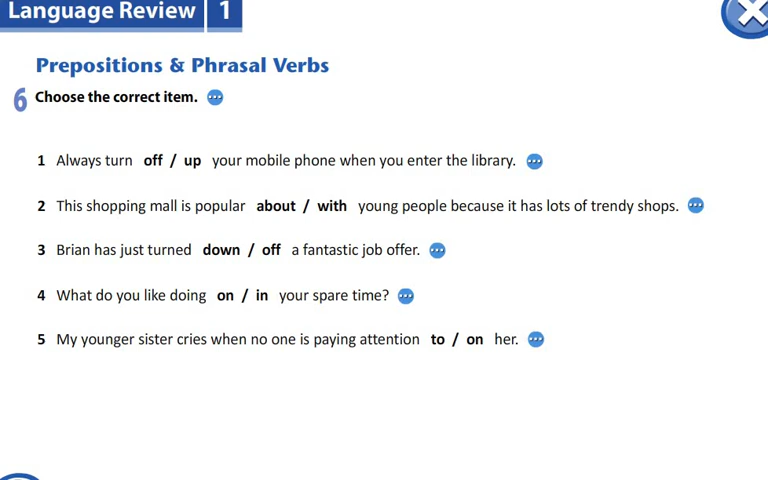 Language Review 1
Prepositions & Phrasal Verbs
6 Choose the correct item.
1 Always turn off / up your mobile phone when you enter the library.
2 This shopping mall is popular about / with young people because it has lots of trendy shops.
3 Brian has just turned down / off a fantastic job offer.
4 What do you like doing on / in your spare time?
5 My younger sister cries when no one is paying attention to / on her.